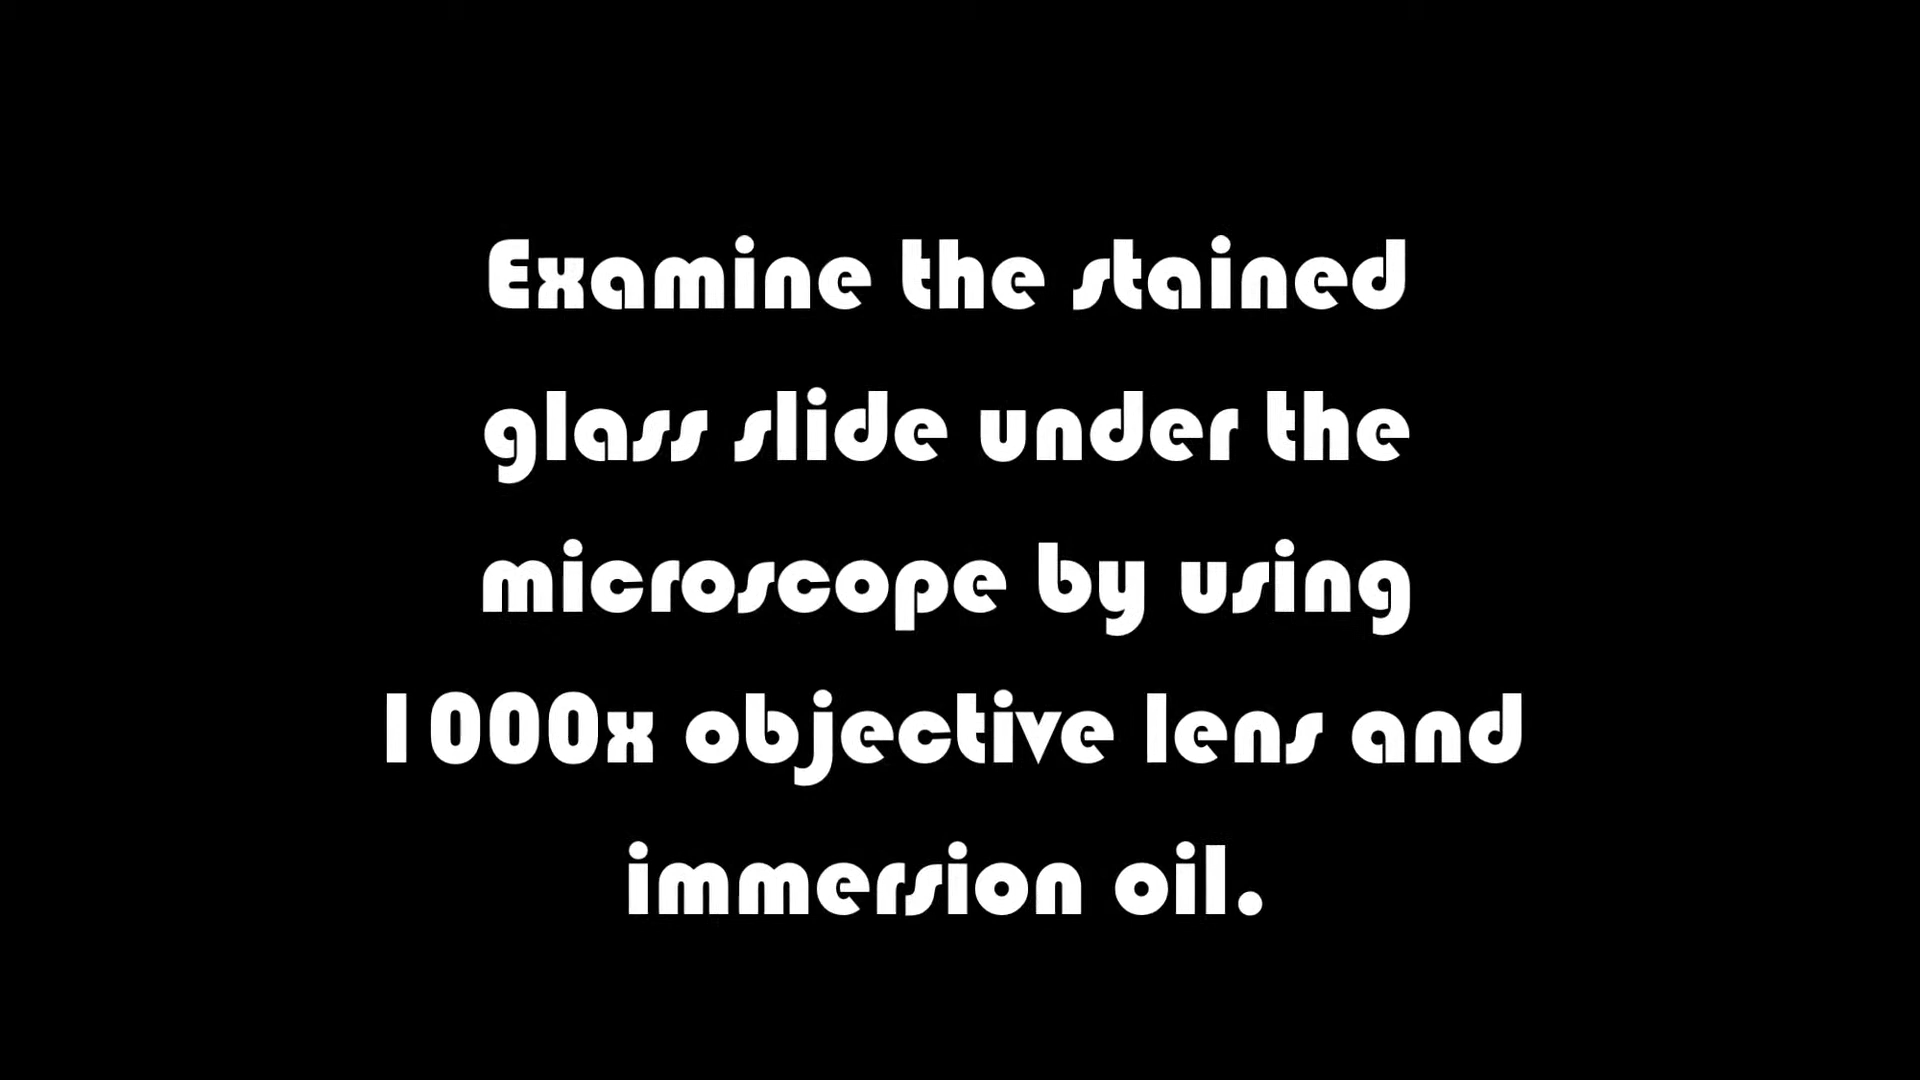 Examine the stained
glass slide under the
microscope by using
1000x objective lens and
immersion oil.